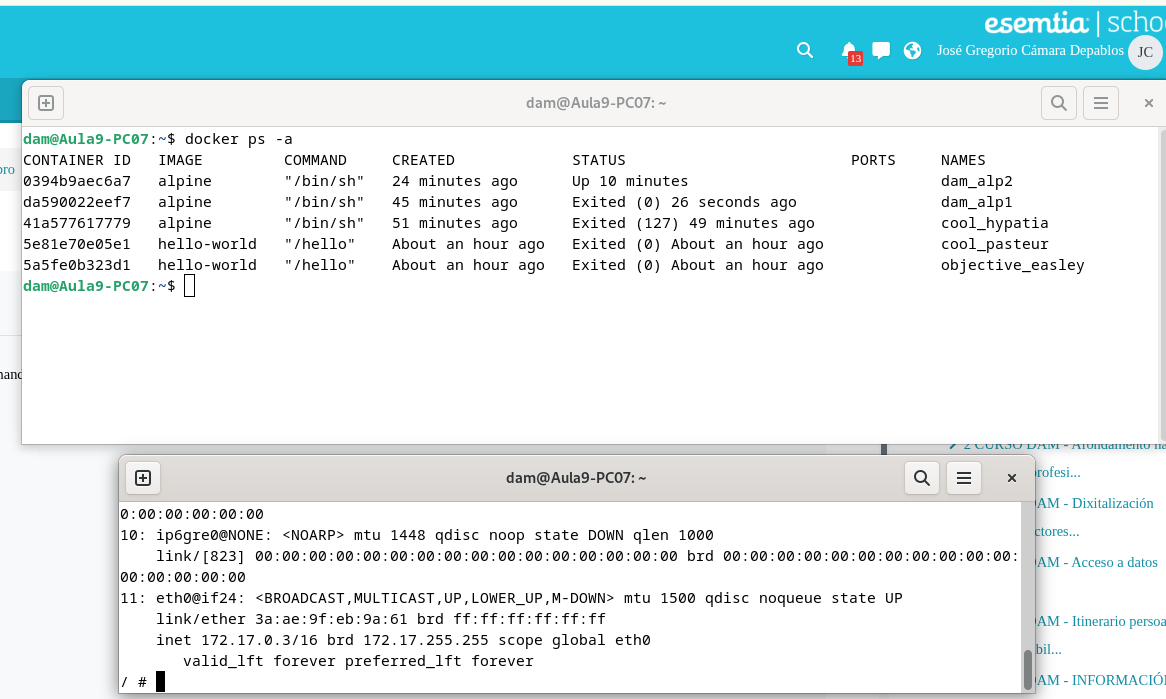 esemtia | schoo
13
José Gregorio Cámara Depablos JC
dam@Aula9-PC07: ~
dam@Aula9-PC07:~$ docker ps -a
CONTAINER ID   IMAGE         COMMAND     CREATED             STATUS                         PORTS     NAMES
0394b9aec6a7   alpine        "/bin/sh"   24 minutes ago      Up 10 minutes                            dam_alp2
da590022eef7   alpine        "/bin/sh"   45 minutes ago      Exited (0) 26 seconds ago                dam_alp1
41a577617779   alpine        "/bin/sh"   51 minutes ago      Exited (127) 49 minutes ago              cool_hypatia
5e81e70e05e1   hello-world   "/hello"    About an hour ago   Exited (0) About an hour ago             cool_pasteur
5a5fe0b323d1   hello-world   "/hello"    About an hour ago   Exited (0) About an hour ago             objective_easley
dam@Aula9-PC07:~$
pro
mand
2 CURSO DAM - Afondamento na
profesi...
DAM - Dixitalización
ctores...
DAM - Acceso a datos
DAM - Itinerario persoa
bil...
DAM - INFORMACIÓN
dam@Aula9-PC07: ~
0:00:00:00:00:00
10: ip6gre0@NONE: <NOARP> mtu 1448 qdisc noop state DOWN qlen 1000
    link/[823] 00:00:00:00:00:00:00:00:00:00:00:00:00:00:00:00 brd 00:00:00:00:00:00:00:00:00:00:00:
00:00:00:00:00
11: eth0@if24: <BROADCAST,MULTICAST,UP,LOWER_UP,M-DOWN> mtu 1500 qdisc noqueue state UP
    link/ether 3a:ae:9f:eb:9a:61 brd ff:ff:ff:ff:ff:ff
    inet 172.17.0.3/16 brd 172.17.255.255 scope global eth0
       valid_lft forever preferred_lft forever
/ #